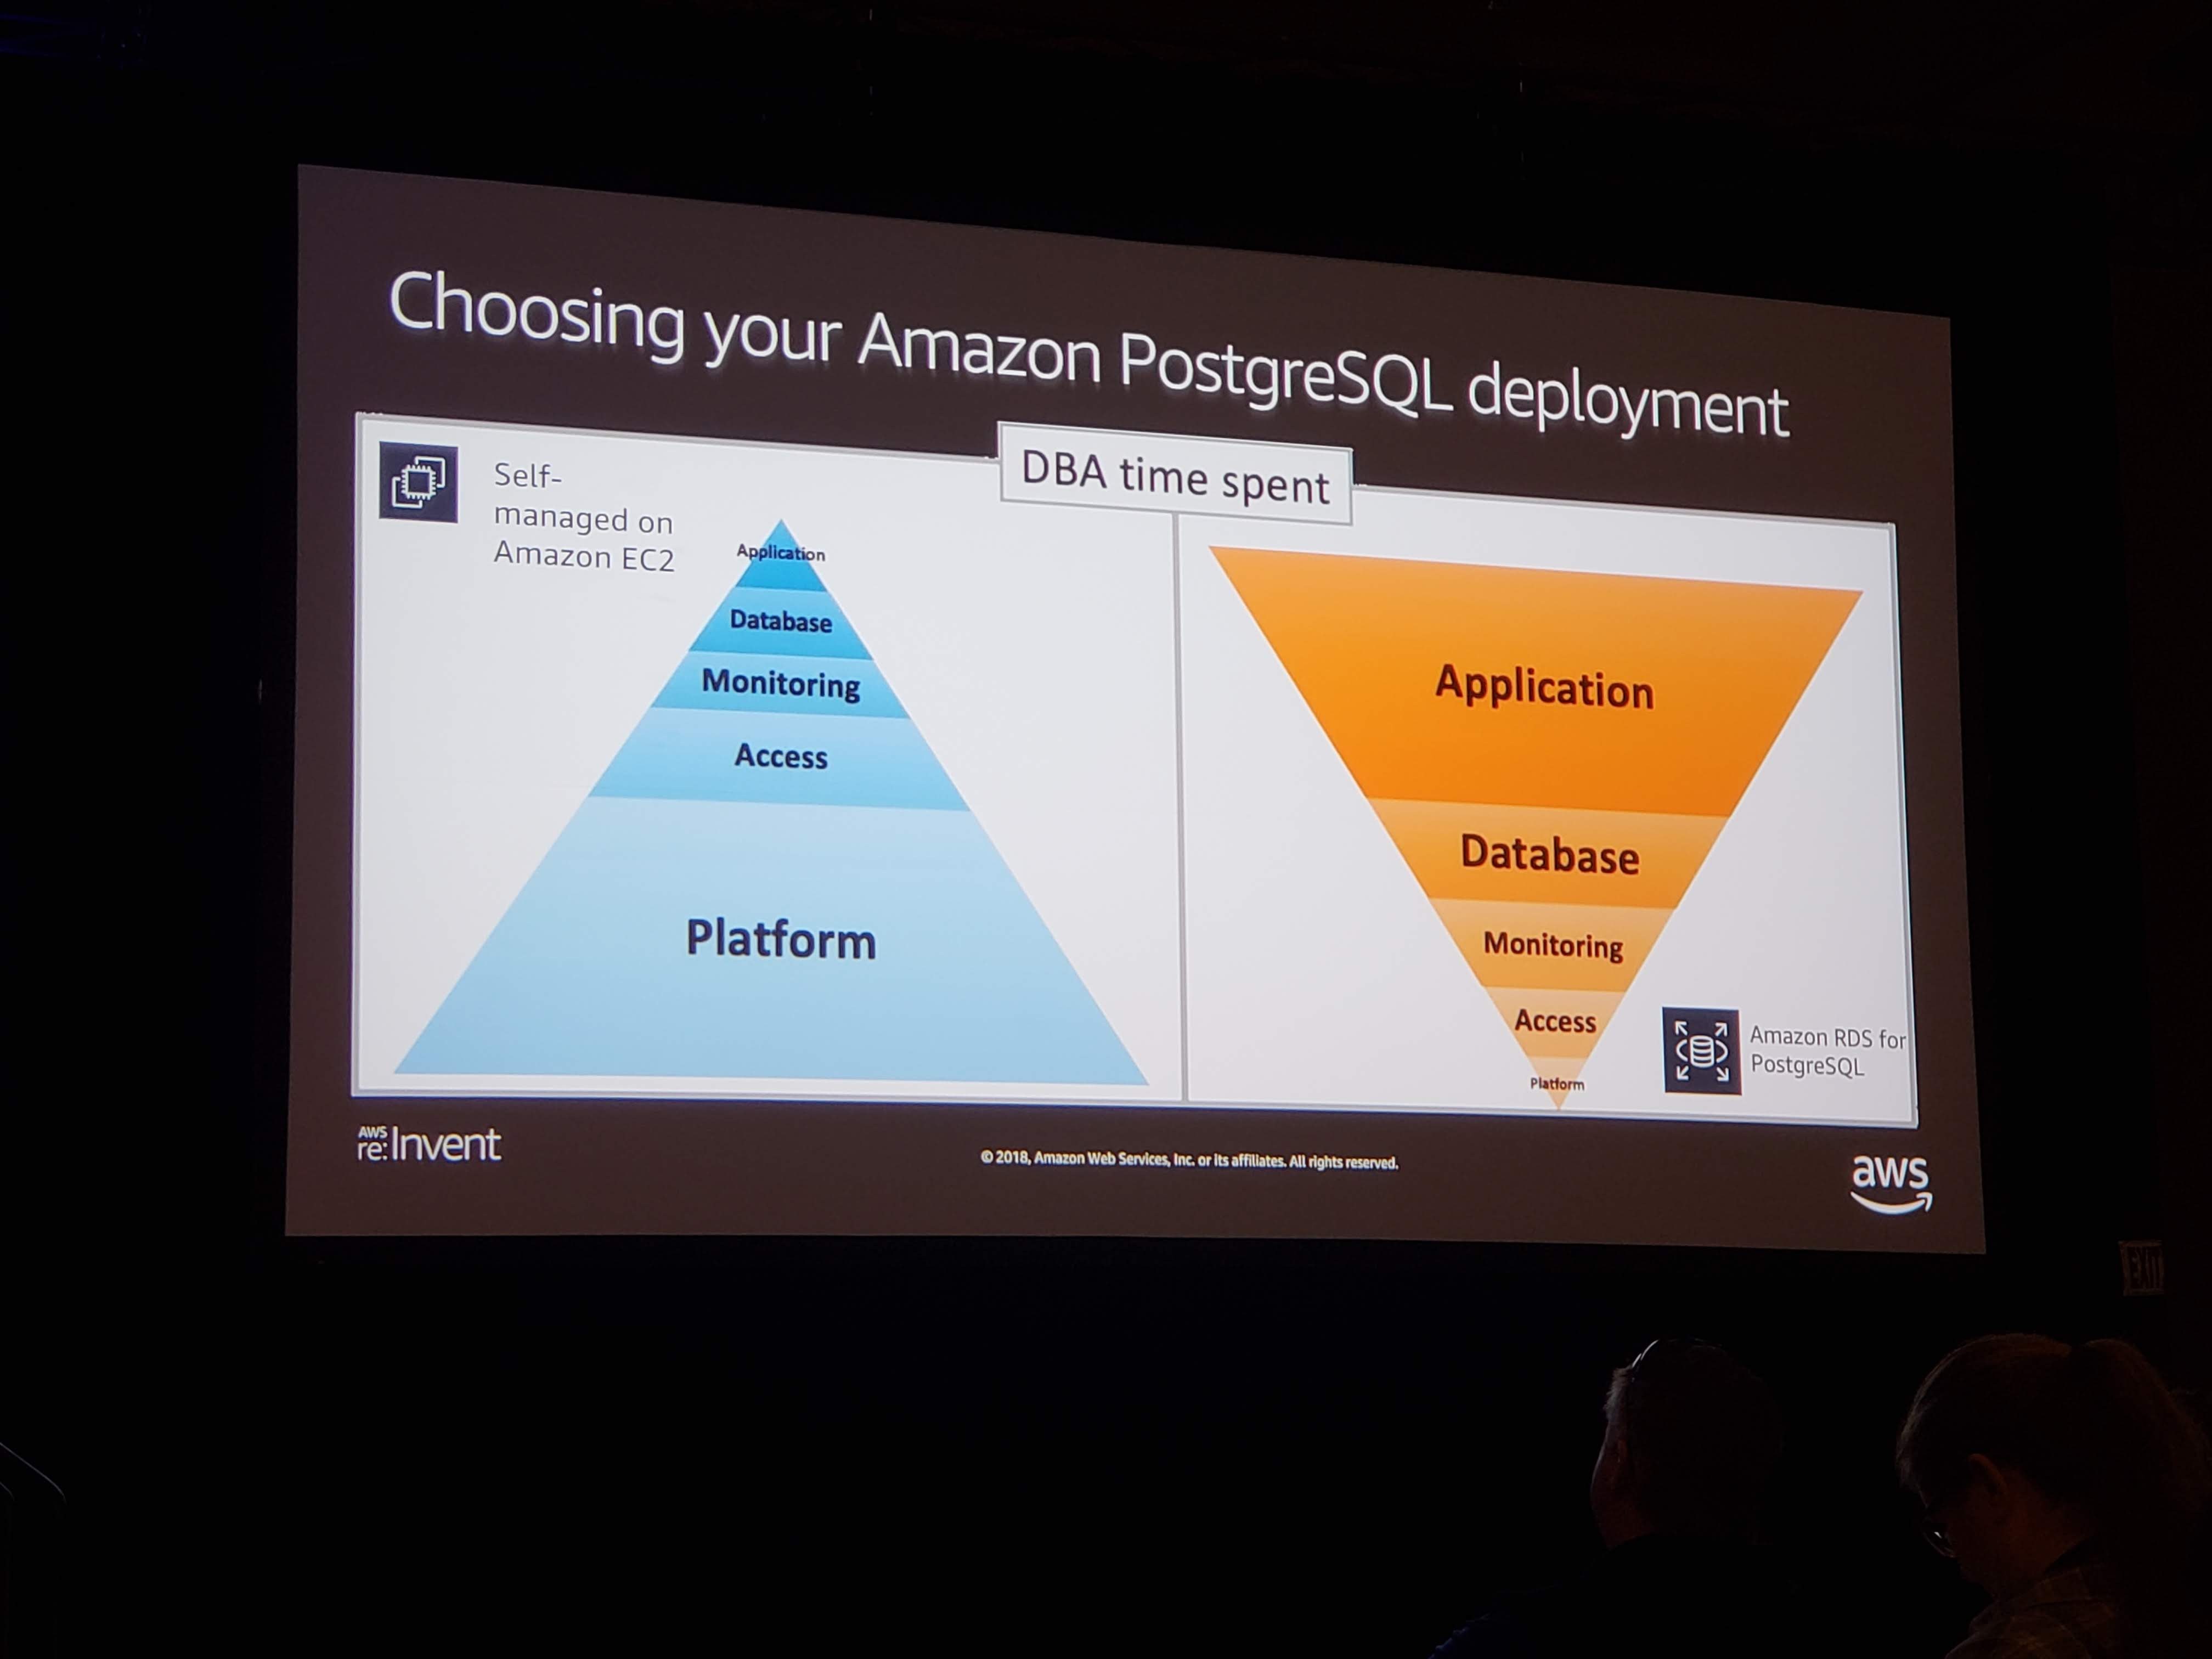 Choosing your Amazon PostgreSQL deployment
DBA time spent
Self-
managed on
Amazon EC2
Application
Database
Monitoring
Access
Platform
Application
Database
Monitoring
Access
Platform
Amazon RDS for
PostgreSQL
AWS
re:Invent
© 2018, Amazon Web Services, Inc. or its affiliates. All rights reserved.
aws
EXIT